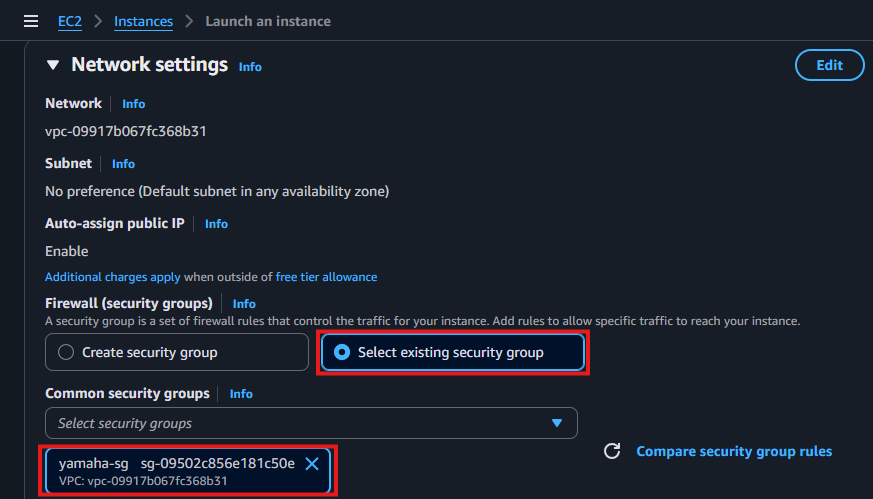 EC2 > Instances > Launch an instance
Network settings Info
Edit
Network Info
vpc-09917b067fc368b31
Subnet Info
No preference (Default subnet in any availability zone)
Auto-assign public IP Info
Enable
Additional charges apply when outside of free tier allowance
Firewall (security groups) Info
A security group is a set of firewall rules that control the traffic for your instance. Add rules to allow specific traffic to reach your instance.
Create security group
Select existing security group
Common security groups Info
Select security groups
Compare security group rules
yamaha-sg sg-09502c856e181c50e
VPC: vpc-09917b067fc368b31